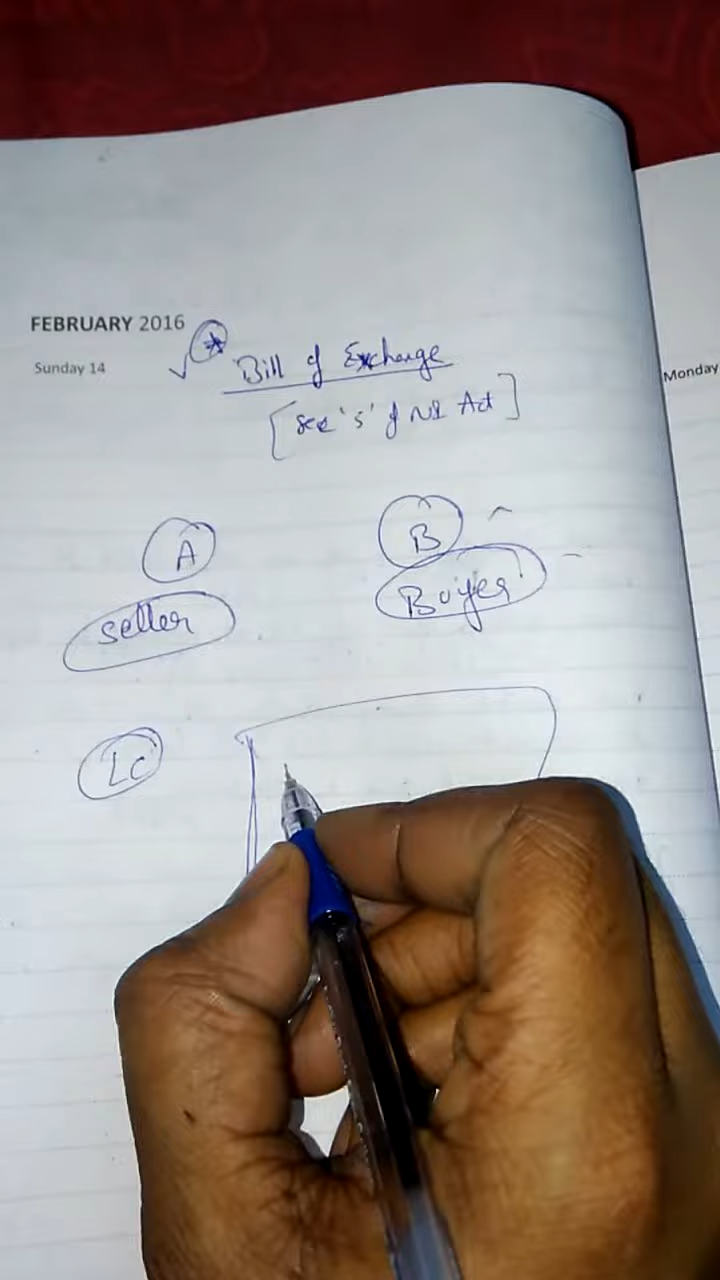 FEBRUARY 2016
Sunday 14
Monday
Bill of Exchange
[Sec '5' of NI Act]
A
B
Seller
Buyer
LC